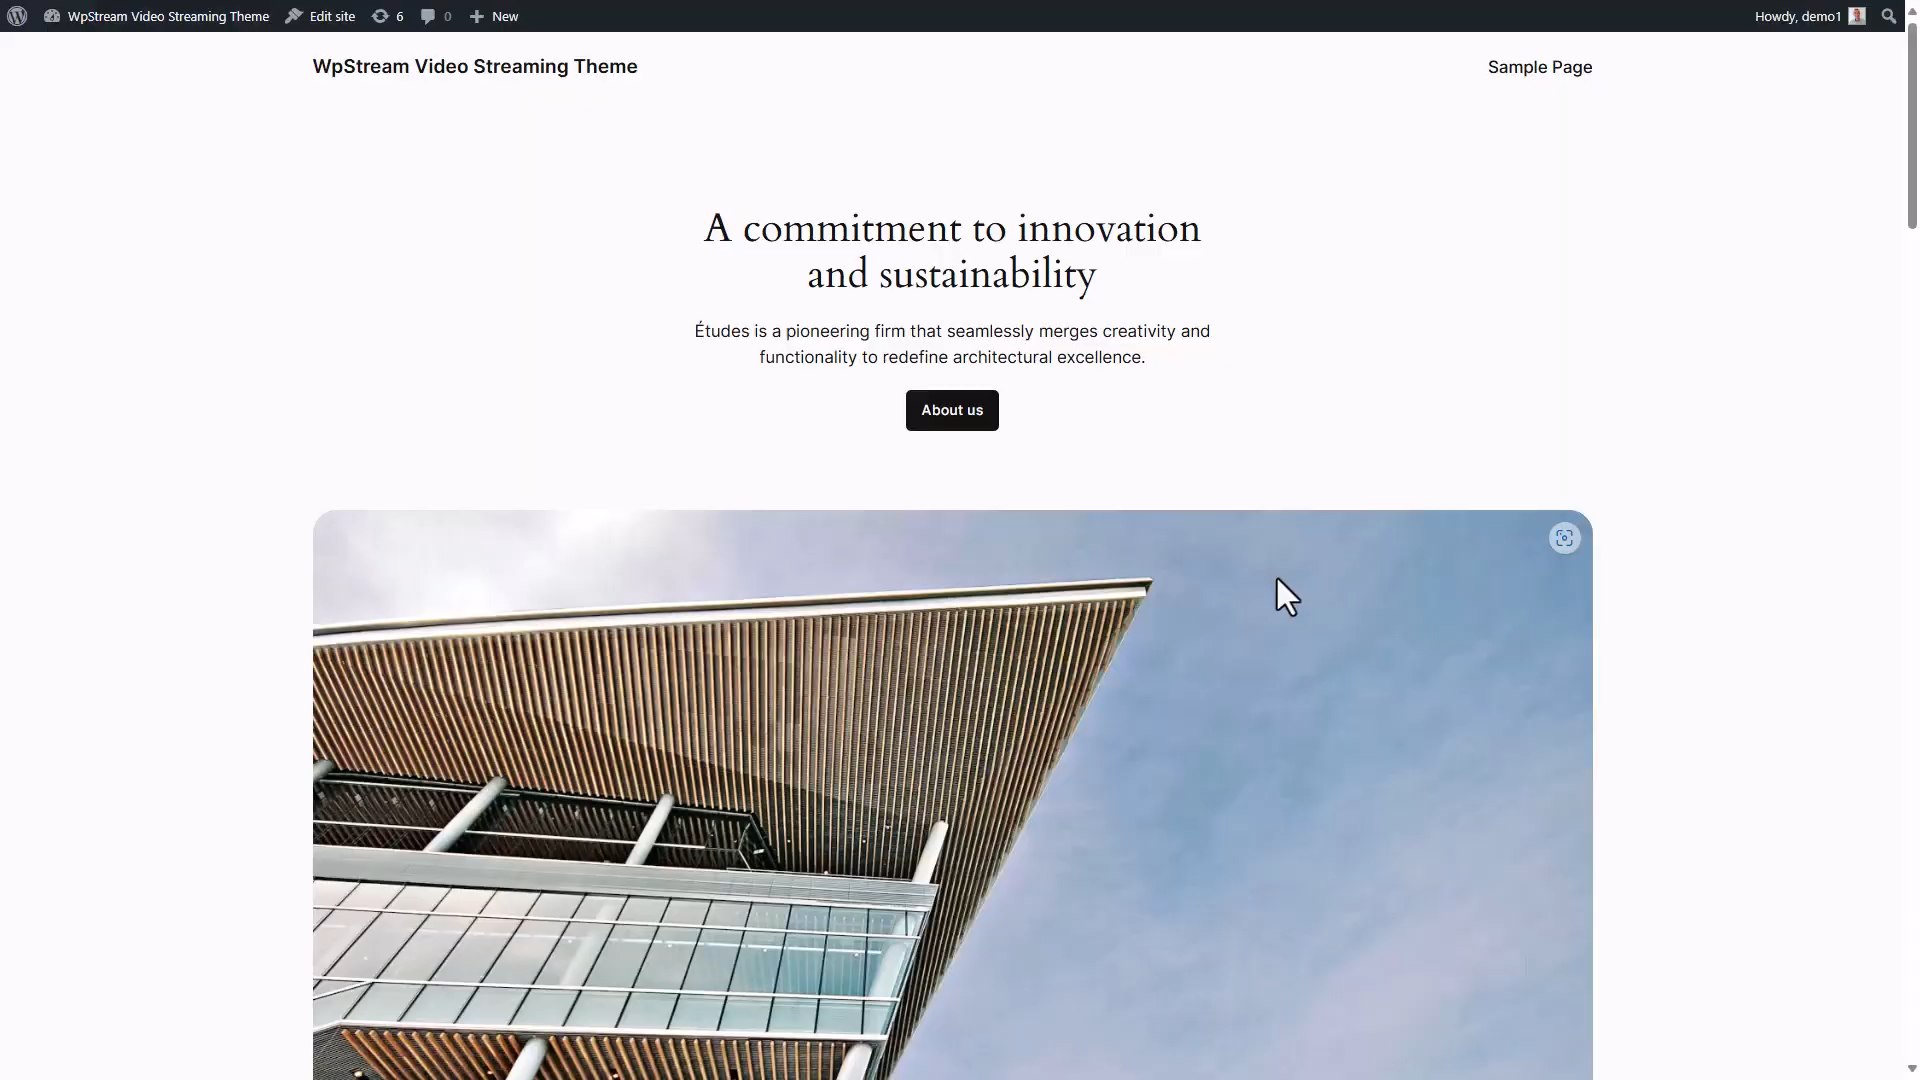 WpStream Video Streaming Theme Edit site 6 0 New Howdy, demo1
WpStream Video Streaming Theme Sample Page
A commitment to innovation
and sustainability
Études is a pioneering firm that seamlessly merges creativity and
functionality to redefine architectural excellence.
About us